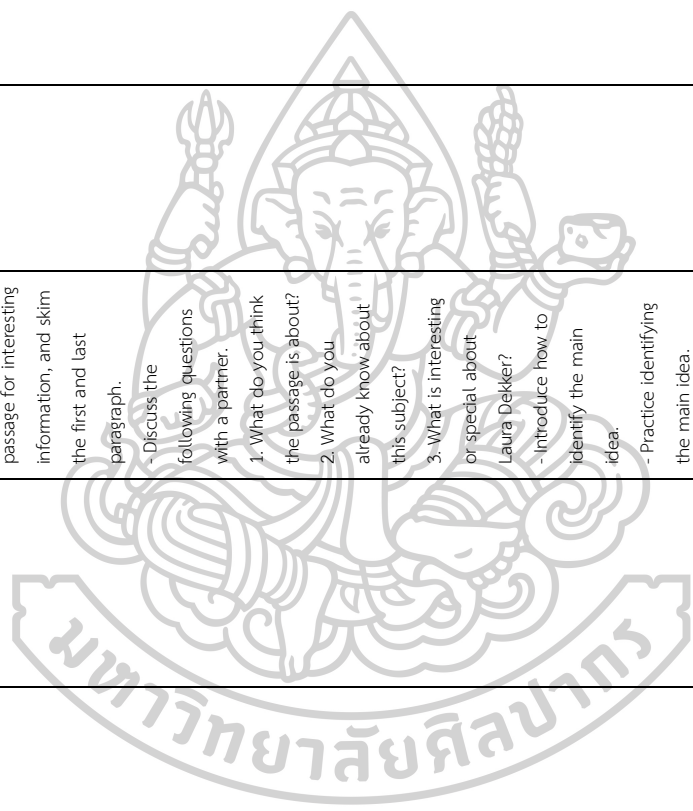 passage for interesting
information, and skim
the first and last
paragraph.
- Discuss the
following questions
with a partner.
1. What do you think
the passage is about?
2. What do you
already know about
this subject?
3. What is interesting
or special about
Laura Dekker?
- Introduce how to
identify the main
idea.
- Practice identifying
the main idea.
มหาวิทยาลัยศิลปากร